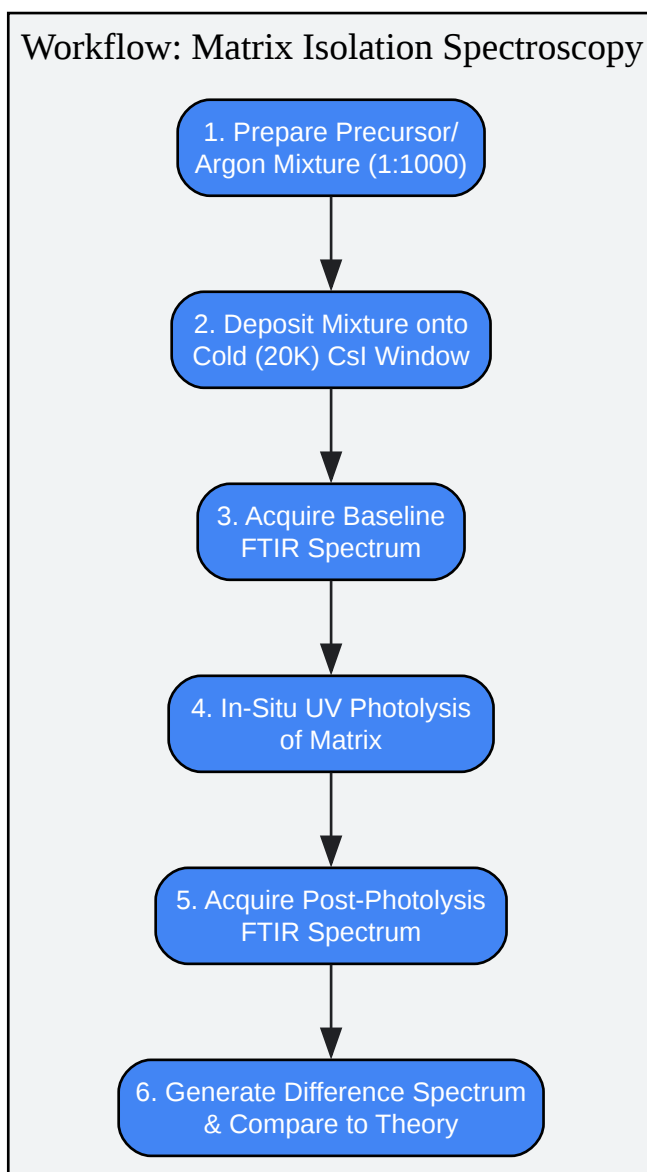 Workflow: Matrix Isolation Spectroscopy
1. Prepare Precursor/
Argon Mixture (1:1000)
2. Deposit Mixture onto
Cold (20K) CsI Window
3. Acquire Baseline
FTIR Spectrum
4. In-Situ UV Photolysis
of Matrix
5. Acquire Post-Photolysis
FTIR Spectrum
6. Generate Difference Spectrum
& Compare to Theory